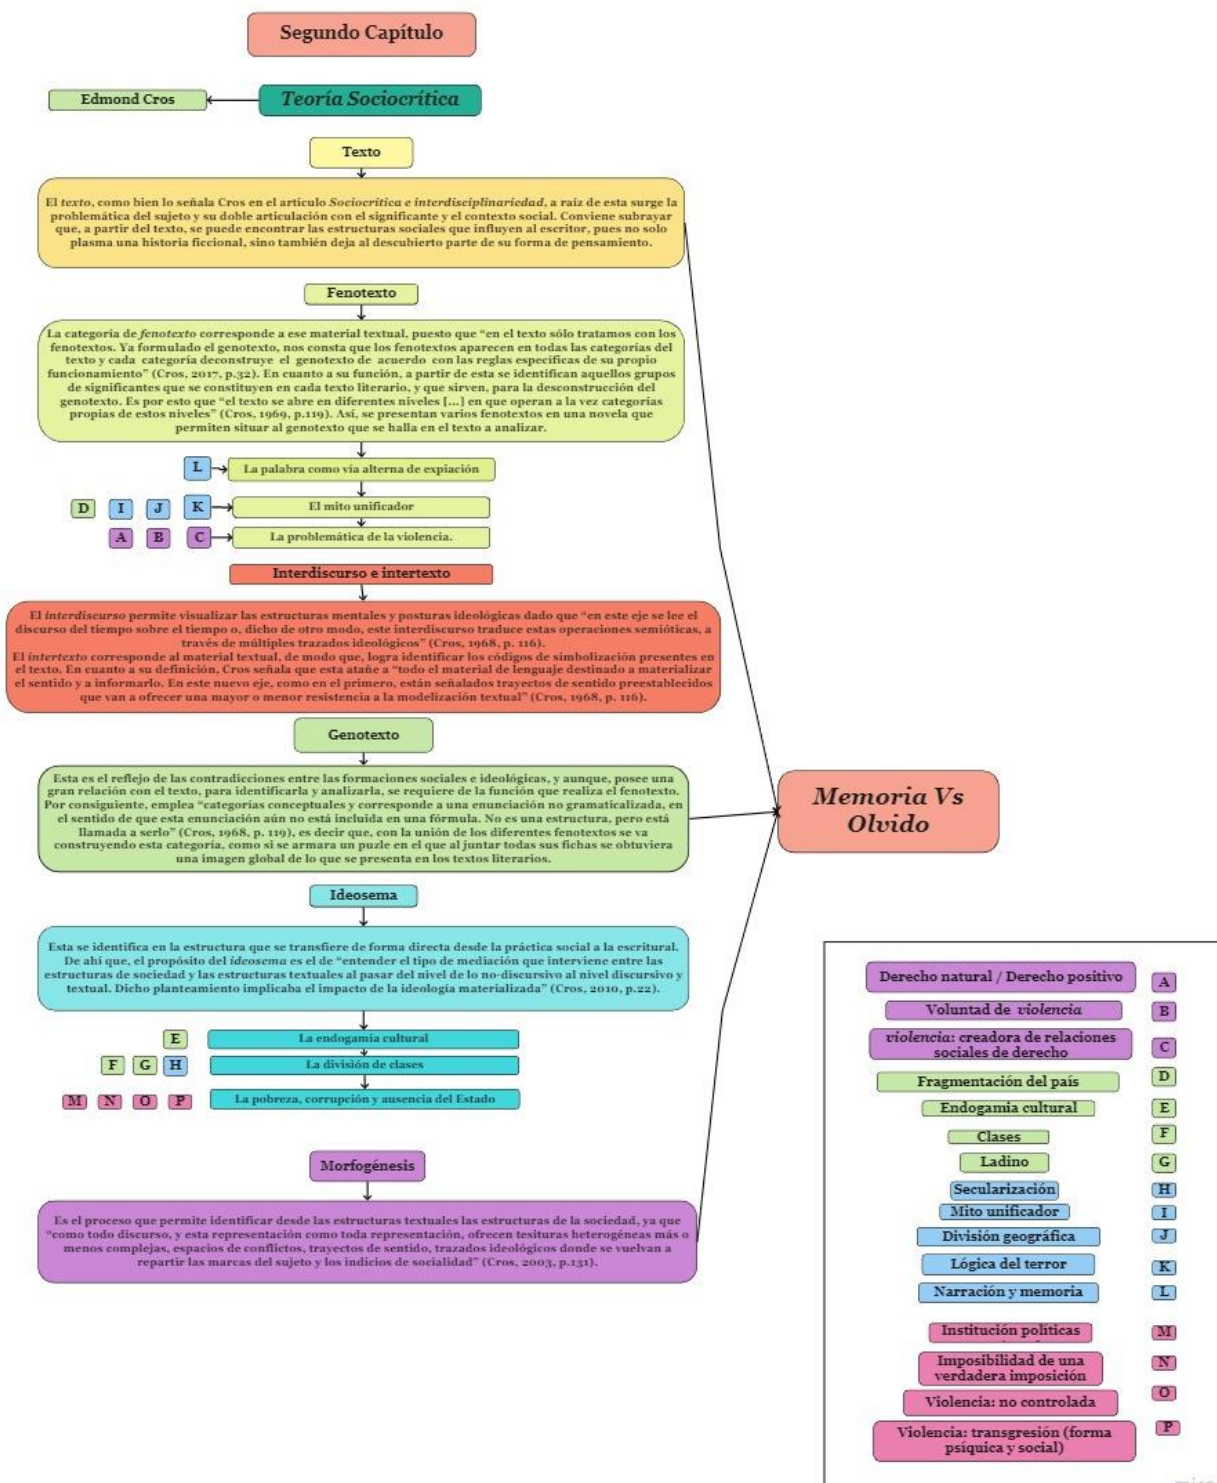 Segundo Capítulo
Edmond Cros
Teoría Sociocrítica
Texto
El texto, como bien lo señala Cros en el artículo Sociocrítica e interdisciplinariedad, a raíz de esta surge la
problemática del sujeto y su doble articulación con el significante y el contexto social. Conviene subrayar
que, a partir del texto, se puede encontrar las estructuras sociales que influyen al escritor, pues no solo
plasma una historia ficcional, sino también deja al descubierto parte de su forma de pensamiento.
Fenotexto
La categoría de fenotexto corresponde a ese material textual, puesto que “en el texto sólo tratamos con los
fenotextos. Ya formulado el genotexto, nos consta que los fenotextos aparecen en todas las categorías del
texto y cada categoría deconstruye el genotexto de acuerdo con las reglas específicas de su propio
funcionamiento” (Cros, 2017, p.32). En cuanto a su función, a partir de esta se identifican aquellos grupos
de significantes que se constituyen en cada texto literario, y que sirven, para la desconstrucción del
genotexto. Es por esto que “el texto se abre en diferentes niveles [...] en que operan a la vez categorías
propias de estos niveles” (Cros, 1969, p.119). Así, se presentan varios fenotextos en una novela que
permiten situar al genotexto que se halla en el texto a analizar.
L
La palabra como vía alterna de expiación
D I J K
El mito unificador
A B C
La problemática de la violencia.
Interdiscurso e intertexto
El interdiscurso permite visualizar las estructuras mentales y posturas ideológicas dado que “en este eje se lee el
discurso del tiempo sobre el tiempo o, dicho de otro modo, este interdiscurso traduce estas operaciones semióticas, a
través de múltiples trazados ideológicos” (Cros, 1968, p. 116).
El intertexto corresponde al material textual, de modo que, logra identificar los códigos de simbolización presentes en
el texto. En cuanto a su definición, Cros señala que esta atañe a “todo el material de lenguaje destinado a materializar
el sentido y a informarlo. En este nuevo eje, como en el primero, están señalados trayectos de sentido preestablecidos
que van a ofrecer una mayor o menor resistencia a la modelización textual” (Cros, 1968, p. 116).
Genotexto
Esta es el reflejo de las contradicciones entre las formaciones sociales e ideológicas, y aunque, posee una
gran relación con el texto, para identificarla y analizarla, se requiere de la función que realiza el fenotexto.
Por consiguiente, emplea “categorías conceptuales y corresponde a una enunciación no gramaticalizada, en
el sentido de que esta enunciación aún no está incluida en una fórmula. No es una estructura, pero está
llamada a serlo” (Cros, 1968, p. 119), es decir que, con la unión de los diferentes fenotextos se va
construyendo esta categoría, como si se armara un puzle en el que al juntar todas sus fichas se obtuviera
una imagen global de lo que se presenta en los textos literarios.
Memoria Vs
Olvido
Ideosema
Esta se identifica en la estructura que se transfiere de forma directa desde la práctica social a la escritural.
De ahí que, el propósito del ideosema es el de “entender el tipo de mediación que interviene entre las
estructuras de sociedad y las estructuras textuales al pasar del nivel de lo no-discursivo al nivel discursivo y
textual. Dicho planteamiento implicaba el impacto de la ideología materializada” (Cros, 2010, p.22).
E
La endogamia cultural
F G H
La división de clases
M N O P
La pobreza, corrupción y ausencia del Estado
Morfogénesis
Es el proceso que permite identificar desde las estructuras textuales las estructuras de la sociedad, ya que
“como todo discurso, y esta representación como toda representación, ofrecen tesituras heterogéneas más o
menos complejas, espacios de conflictos, trayectos de sentido, trazados ideológicos donde se vuelvan a
repartir las marcas del sujeto y los indicios de socialidad” (Cros, 2003, p.131).
Derecho natural / Derecho positivo A
Voluntad de violencia B
violencia: creadora de relaciones
sociales de derecho C
Fragmentación del país D
Endogamia cultural E
Clases F
Ladino G
Secularización H
Mito unificador I
División geográfica J
Lógica del terror K
Narración y memoria L
Institución políticas M
Imposibilidad de una
verdadera imposición N
Violencia: no controlada O
Violencia: transgresión (forma
psíquica y social) P